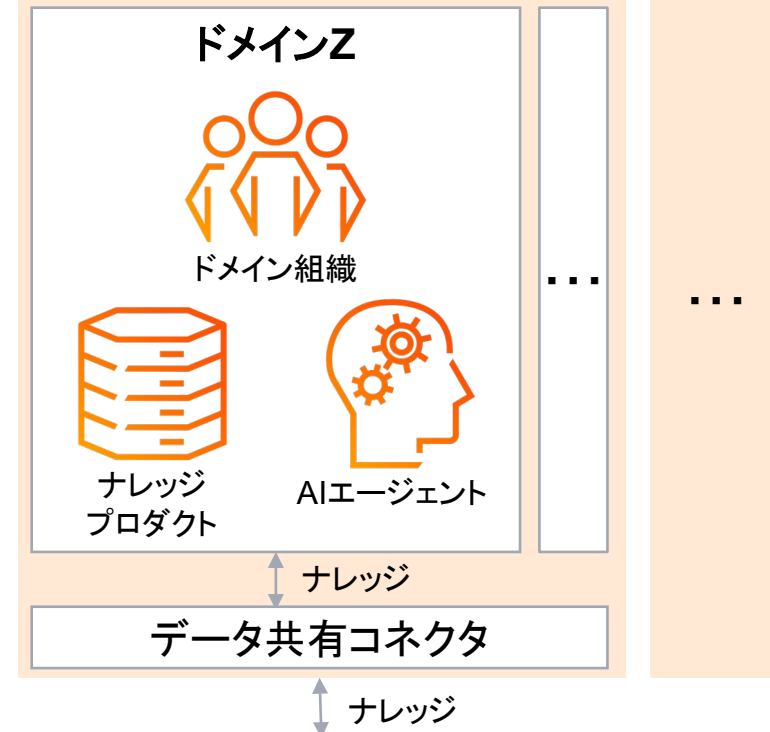 ドメインZ
ドメイン組織
ナレッジ
プロダクト
AIエージェント
...
...
ナレッジ
データ共有コネクタ
ナレッジ